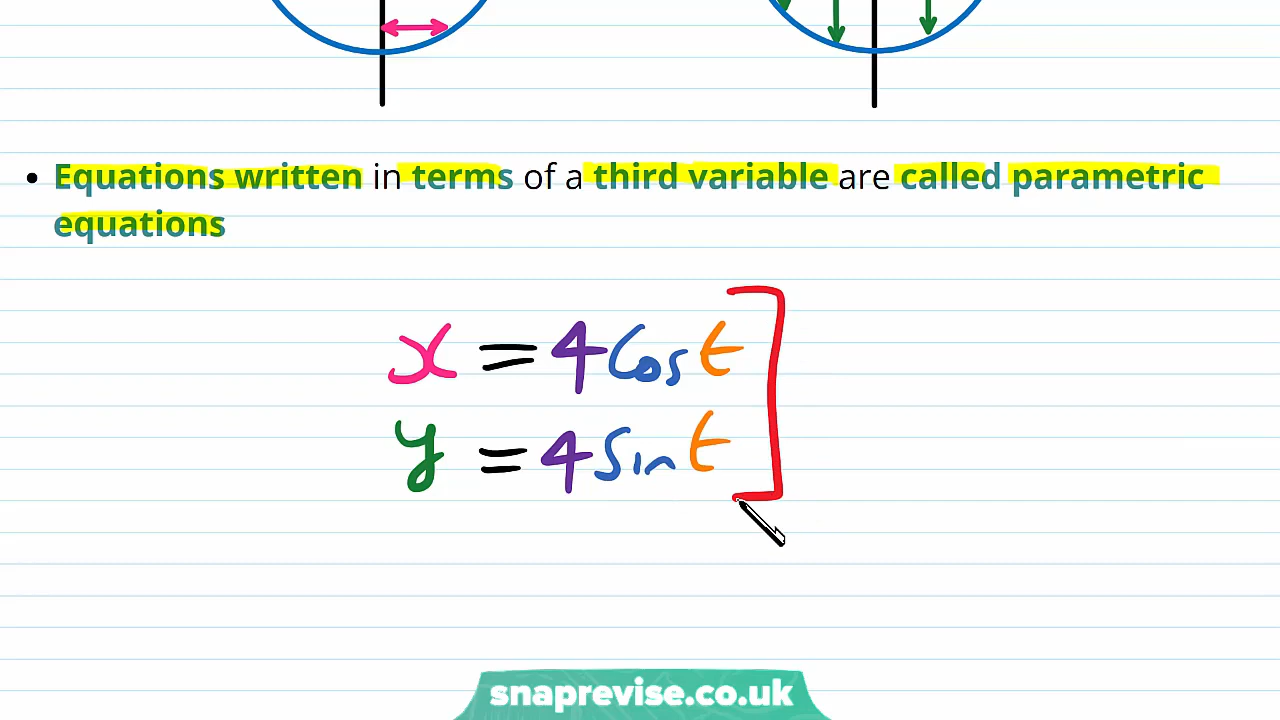 • Equations written in terms of a third variable are called parametric
equations
x = 4 cos t
y = 4 sin t
snaprevise.co.uk